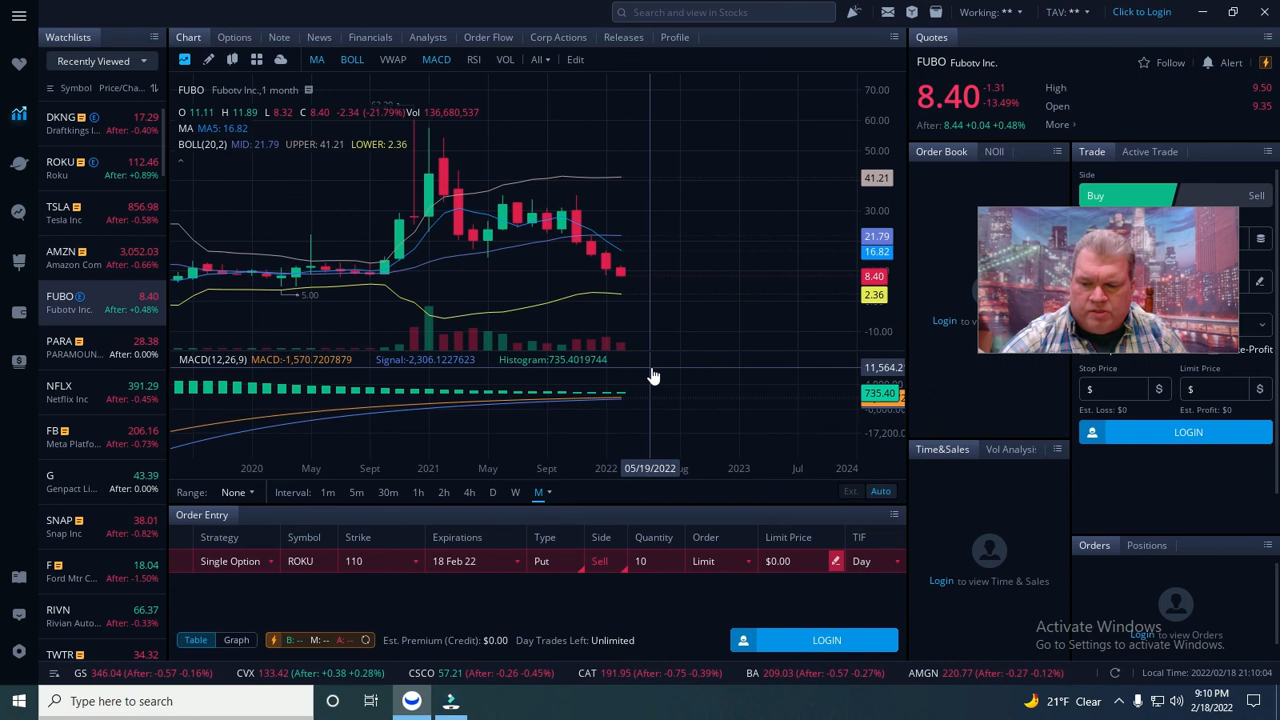 Search and view in Stocks
Working: ** TAV: ** Click to Login
Watchlists
Recently Viewed
Symbol Price/Cha...
DKNG 17.29
Draftkings I... After: -0.40%
ROKU 112.46
Roku After: +0.89%
TSLA 856.98
Tesla Inc After: -0.58%
AMZN 3,052.03
Amazon Com After: -0.66%
FUBO 8.40
Fubotv Inc. After: +0.48%
PARA 28.38
PARAMOUN... After: 0.00%
NFLX 391.29
Netflix Inc After: -0.45%
FB 206.16
Meta Platfo... After: -0.73%
G 43.39
Genpact Li... After: 0.00%
SNAP 38.01
Snap Inc After: -0.82%
F 18.04
Ford Mtr C... After: -1.50%
RIVN 66.37
Rivian Auto... After: -0.33%
TWTR 34.32
Chart Options Note News Financials Analysts Order Flow Corp Actions Releases Profile
MA BOLL VWAP MACD RSI VOL All Edit
FUBO Fubotv Inc.,1 month
O 11.11 H 11.89 L 8.32 C 8.40 -2.34 (-21.79%) Vol 136,680,537
MA MA5: 16.82
BOLL(20,2) MID: 21.79 UPPER: 41.21 LOWER: 2.36
70.00
60.00
50.00
41.21
30.00
21.79
16.82
8.40
2.36
-10.00
5.00
MACD(12,26,9) MACD:-1,570.7207879 Signal:-2,306.1227623 Histogram:735.4019744
11,564.2
735.40
-17,200.
2020 May Sept 2021 May Sept 2022 05/19/2022 ug 2023 Jul 2024
Range: None Interval: 1m 5m 30m 1h 2h 4h D W M Ext. Auto
Order Entry
Strategy Symbol Strike Expirations Type Side Quantity Order Limit Price TIF
Single Option ROKU 110 18 Feb 22 Put Sell 10 Limit $0.00 Day
Table Graph B: -- M: -- A: -- Est. Premium (Credit): $0.00 Day Trades Left: Unlimited LOGIN
Quotes
FUBO Fubotv Inc. Follow Alert
8.40 -1.31 -13.49%
High 9.50
Open 9.35
After: 8.44 +0.04 +0.48% More
Order Book NOII
Login to vie
Trade Active Trade
Side
Buy Sell
e-Profit
Stop Price Limit Price
$ $ $ $
Est. Loss: $0 Est. Profit: $0
LOGIN
Time&Sales Vol Analysi
Login to view Time & Sales
Orders Positions
Login to view Orders
Activate Windows
Go to Settings to activate Windows.
GS 346.04 (After: -0.57 -0.16%) CVX 133.42 (After: +0.38 +0.28%) CSCO 57.21 (After: -0.26 -0.45%) CAT 191.95 (After: -0.75 -0.39%) BA 209.03 (After: -0.57 -0.27%) AMGN 220.77 (After: -0.27 -0.12%) Local Time: 2022/02/18 21:10:04
Type here to search
21°F Clear
9:10 PM
2/18/2022